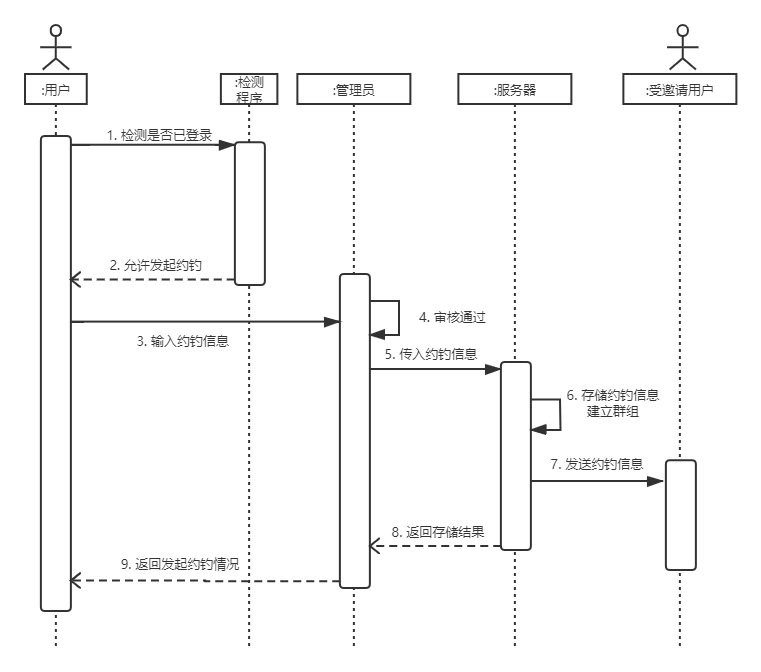 :用户
:检测
程序
:管理员
:服务器
:受邀请用户
1. 检测是否已登录
2. 允许发起约钓
3. 输入约钓信息
4. 审核通过
5. 传入约钓信息
6. 存储约钓信息
建立群组
7. 发送约钓信息
8. 返回存储结果
9. 返回发起约钓情况